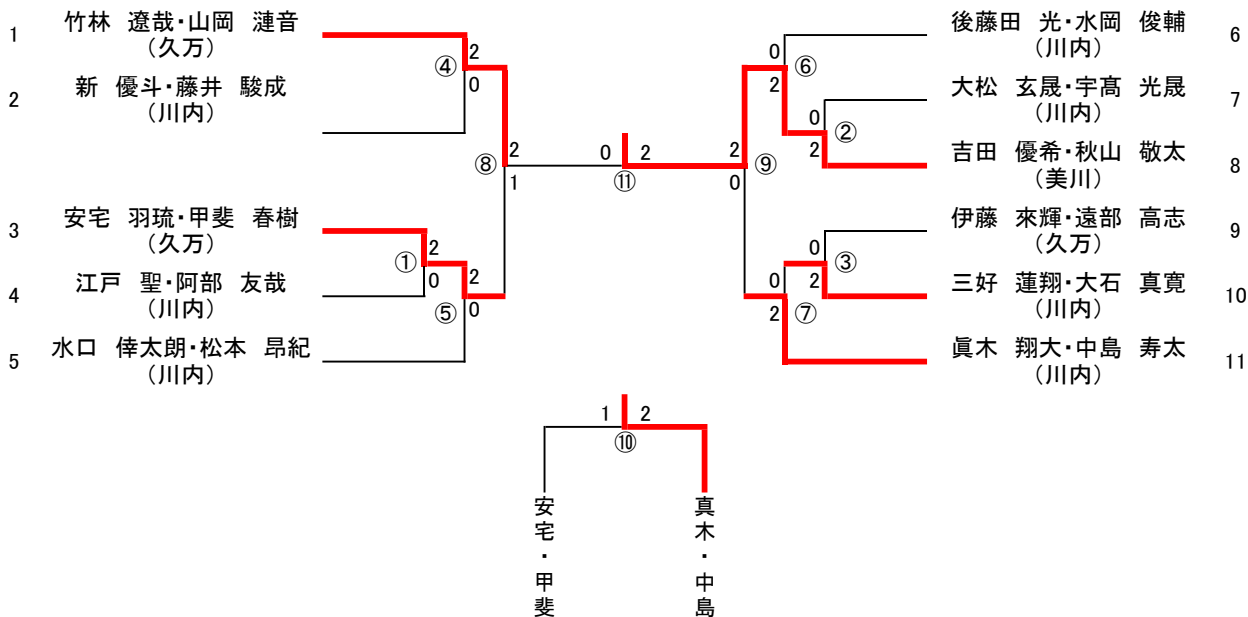 1 竹林 遼哉・山岡 漣音
(久万)
2 新 優斗・藤井 駿成
(川内)
3 安宅 羽琉・甲斐 春樹
(久万)
4 江戸 聖・阿部 友哉
(川内)
5 水口 倖太朗・松本 昂紀
(川内)
④ 2
0
① 2
0
⑤ 2
0
⑧ 2
1
0 2
⑪
2 ⑨
0
0 ⑥
2
0 ②
2
0 ③
2
0 ⑦
2
後藤田 光・水岡 俊輔 6
(川内)
大松 玄晟・宇髙 光晟 7
(川内)
吉田 優希・秋山 敬太 8
(美川)
伊藤 來輝・遠部 高志 9
(久万)
三好 蓮翔・大石 真寛 10
(川内)
眞木 翔大・中島 寿太 11
(川内)
1 2
⑩
安宅・甲斐
真木・中島